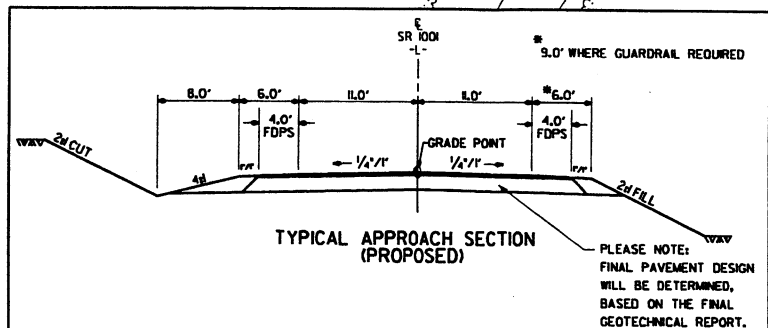 ℄
SR 1001
-L-
*
9.0' WHERE GUARDRAIL REQUIRED
8.0' 6.0' 11.0' 11.0' *6.0'
4.0' FDPS
4.0' FDPS
GRADE POINT
2:1 CUT
4:1
1/4"/1' 1/4"/1'
2:1 FILL
TYPICAL APPROACH SECTION
(PROPOSED)
PLEASE NOTE:
FINAL PAVEMENT DESIGN
WILL BE DETERMINED,
BASED ON THE FINAL
GEOTECHNICAL REPORT.